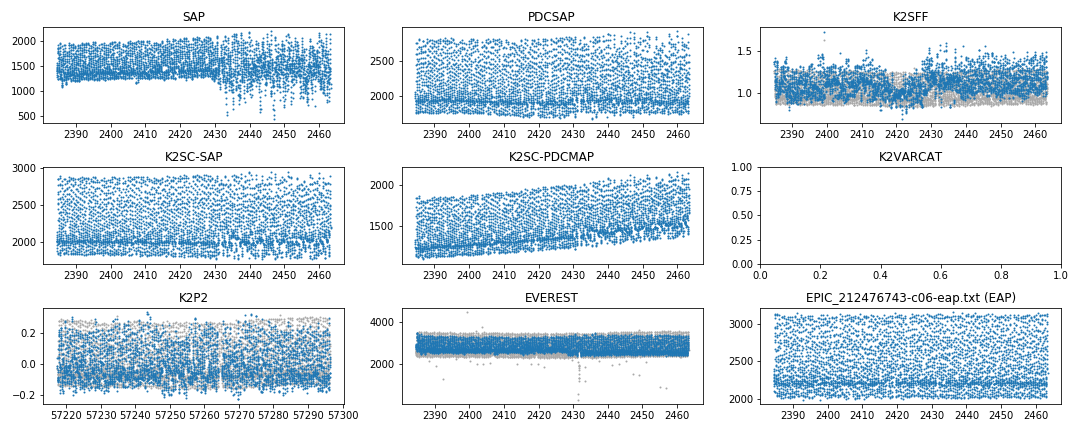 SAP
2000
1500
1000
500
2390 2400 2410 2420 2430 2440 2450 2460
PDCSAP
2500
2000
2390 2400 2410 2420 2430 2440 2450 2460
K2SFF
1.5
1.0
2390 2400 2410 2420 2430 2440 2450 2460
K2SC-SAP
3000
2500
2000
2390 2400 2410 2420 2430 2440 2450 2460
K2SC-PDCMAP
2000
1500
2390 2400 2410 2420 2430 2440 2450 2460
K2VARCAT
1.00
0.75
0.50
0.25
0.00
0.0 0.2 0.4 0.6 0.8 1.0
K2P2
0.2
0.0
−0.2
57220 57230 57240 57250 57260 57270 57280 57290 57300
EVEREST
4000
2000
2390 2400 2410 2420 2430 2440 2450 2460
EPIC_212476743-c06-eap.txt (EAP)
3000
2500
2000
2390 2400 2410 2420 2430 2440 2450 2460